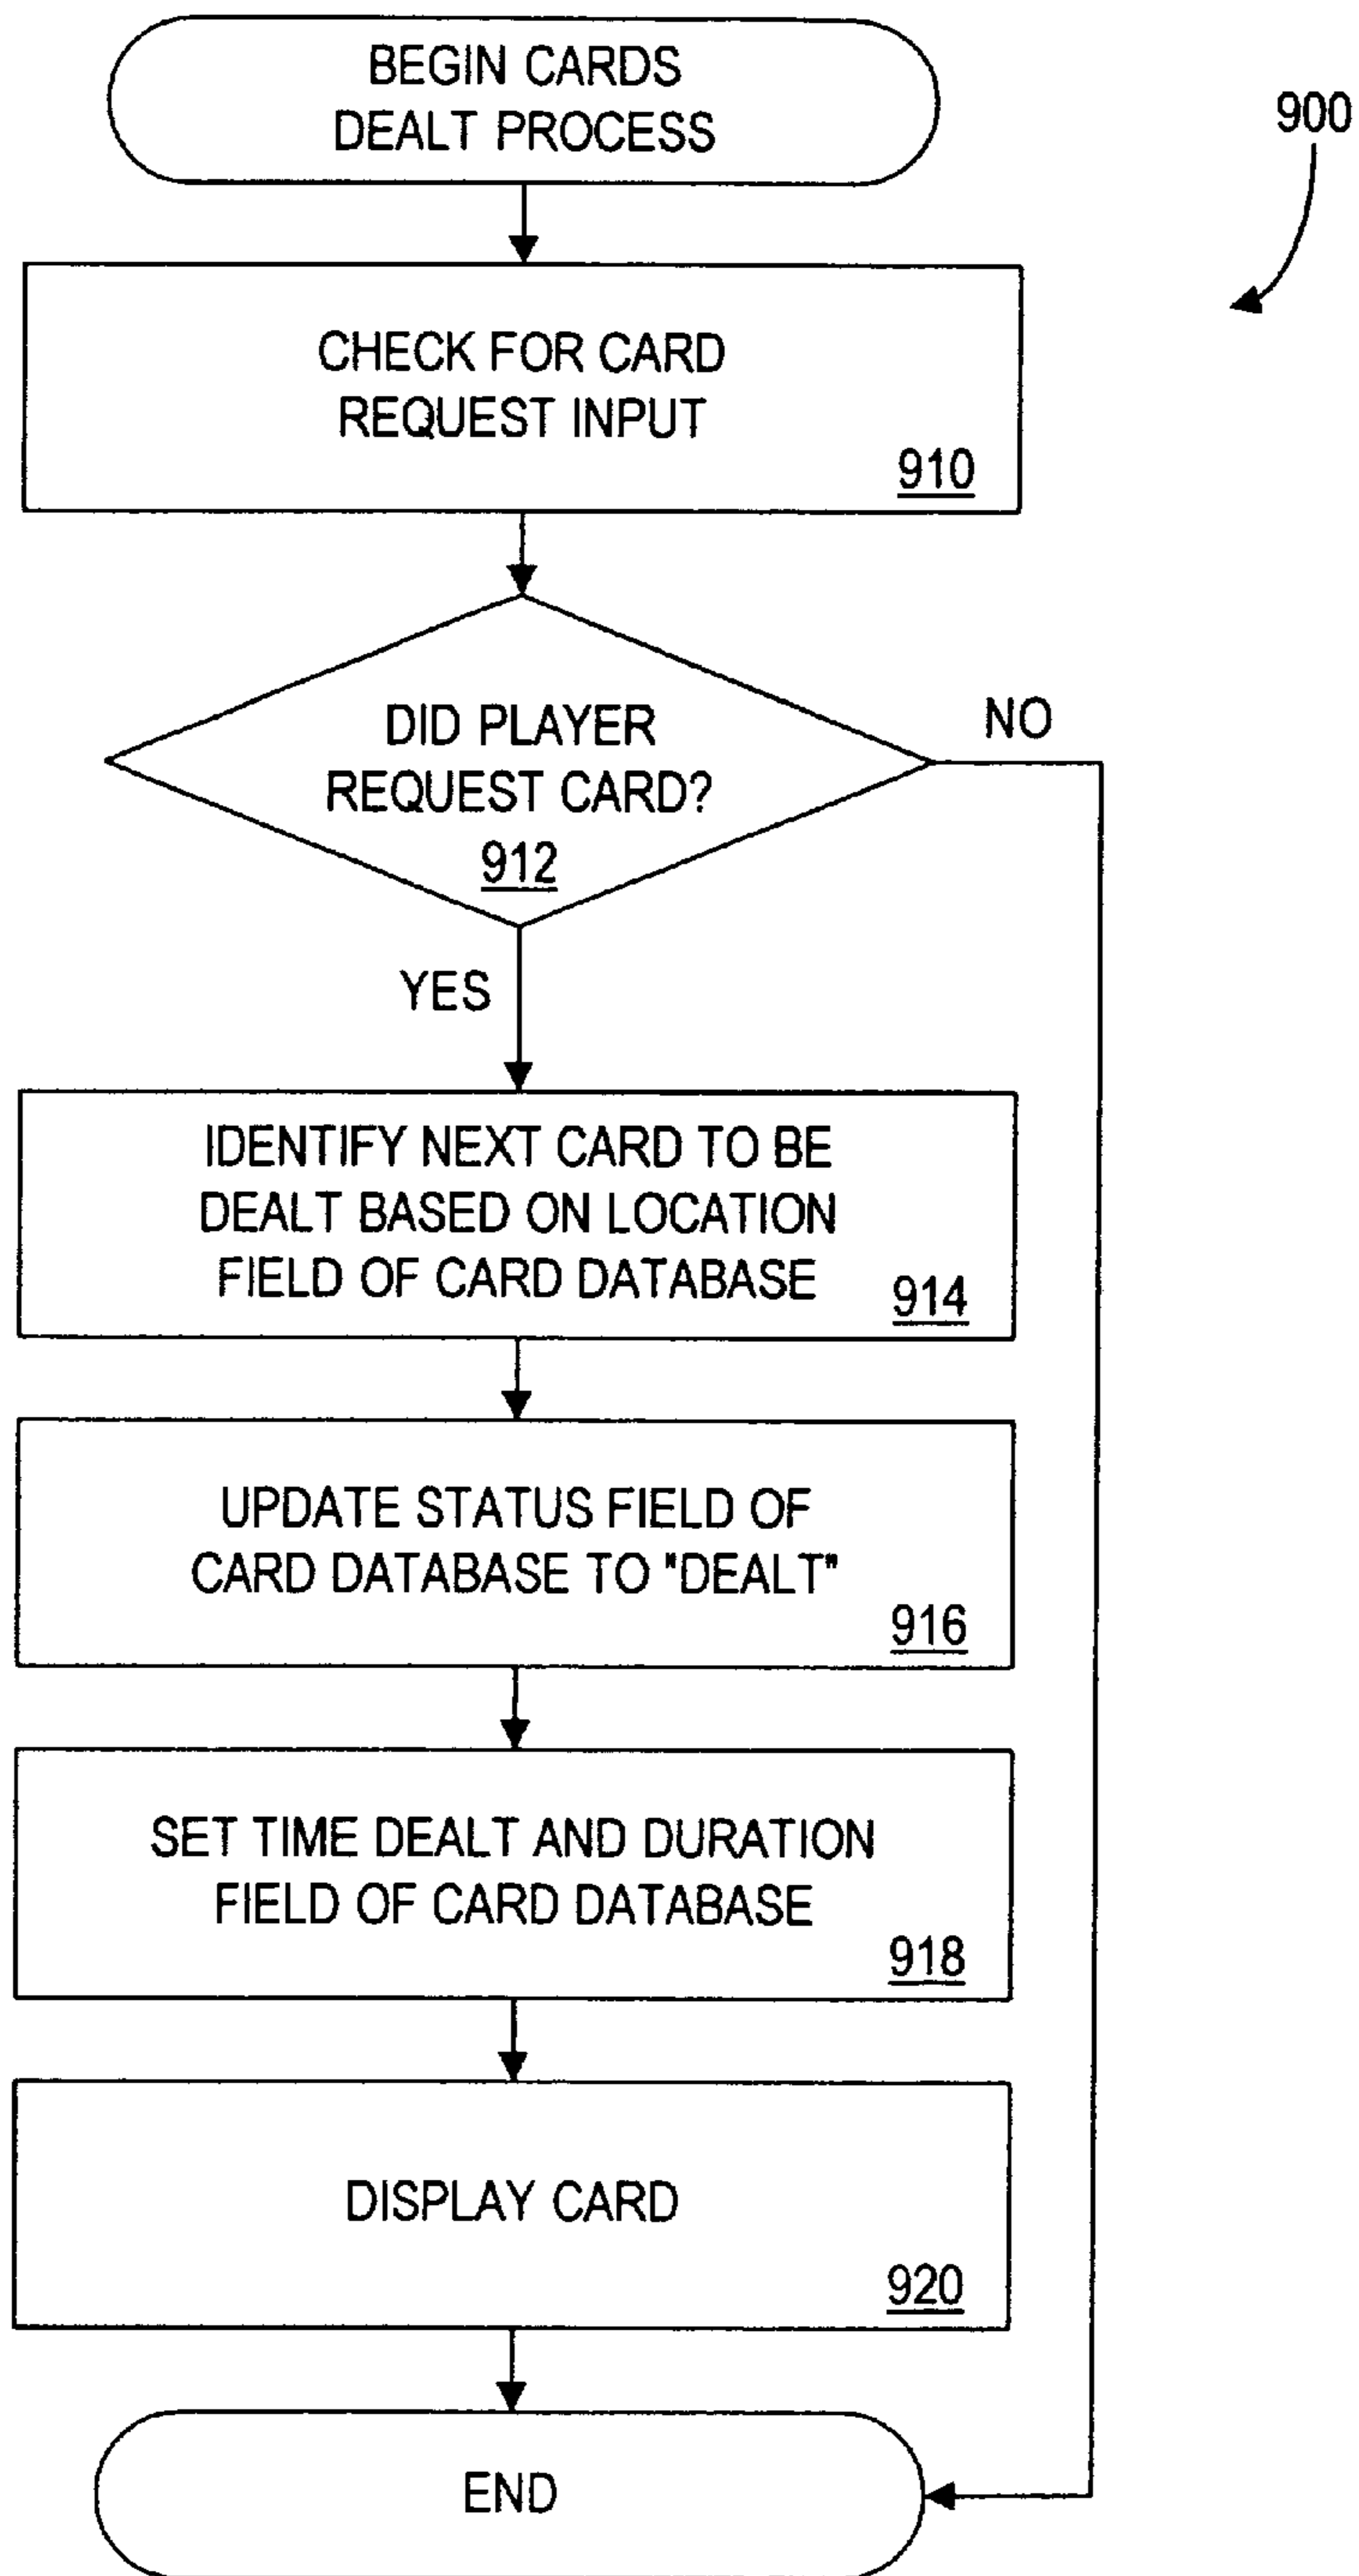 BEGIN CARDS
DEALT PROCESS
900
CHECK FOR CARD
REQUEST INPUT
910
DID PLAYER
REQUEST CARD?
912
NO
YES
IDENTIFY NEXT CARD TO BE
DEALT BASED ON LOCATION
FIELD OF CARD DATABASE
914
UPDATE STATUS FIELD OF
CARD DATABASE TO "DEALT"
916
SET TIME DEALT AND DURATION
FIELD OF CARD DATABASE
918
DISPLAY CARD
920
END